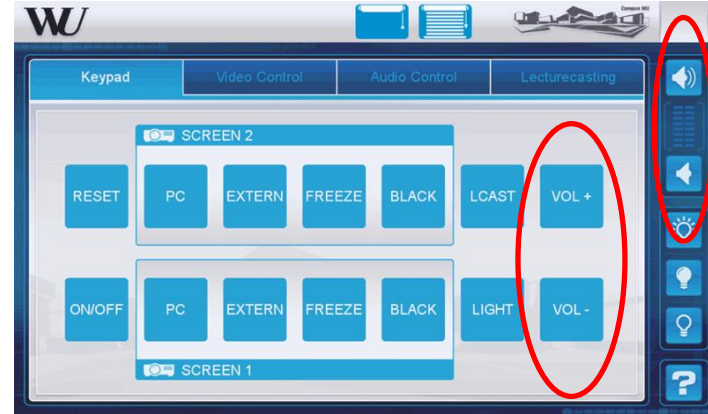 WU
Campus WU
Keypad
Video Control
Audio Control
Lecturecasting
SCREEN 2
RESET
PC
EXTERN
FREEZE
BLACK
LCAST
VOL +
ON/OFF
PC
EXTERN
FREEZE
BLACK
LIGHT
VOL -
SCREEN 1
?